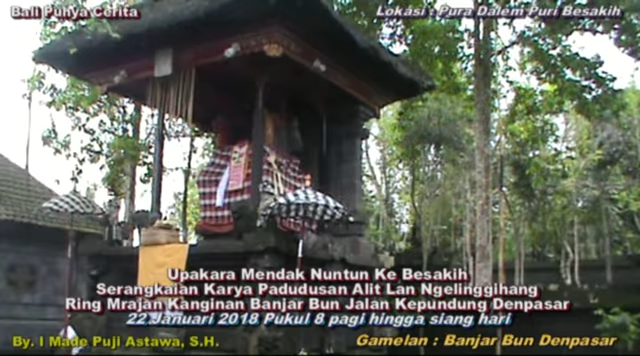 Bali Punya Cerita
Lokasi : Pura Dalem Puri Besakih
Upakara Mendak Nuntun Ke Besakih
Serangkaian Karya Padudusan Alit Lan Ngelinggihang
Ring Mrajan Kanginan Banjar Bun Jalan Kepundung Denpasar
22 Januari 2018 Pukul 8 pagi hingga siang hari
By. I Made Puji Astawa, S.H.
Gamelan : Banjar Bun Denpasar